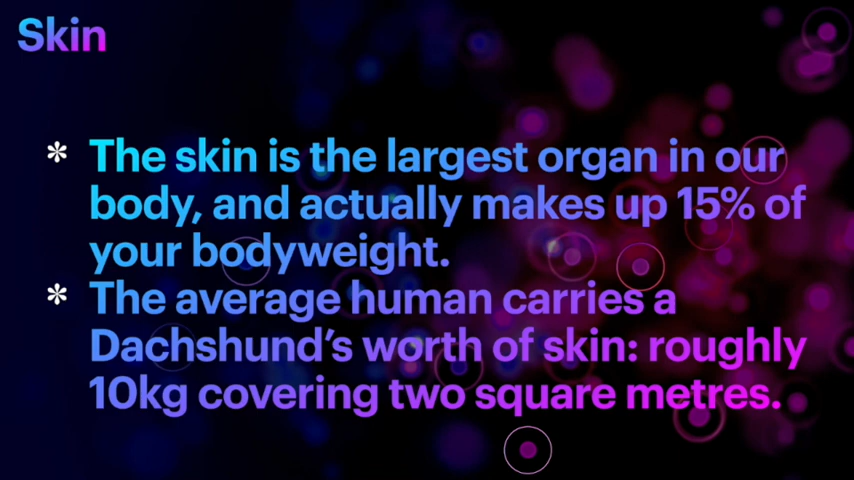 Skin
* The skin is the largest organ in our
body, and actually makes up 15% of
your bodyweight.
* The average human carries a
Dachshund’s worth of skin: roughly
10kg covering two square metres.